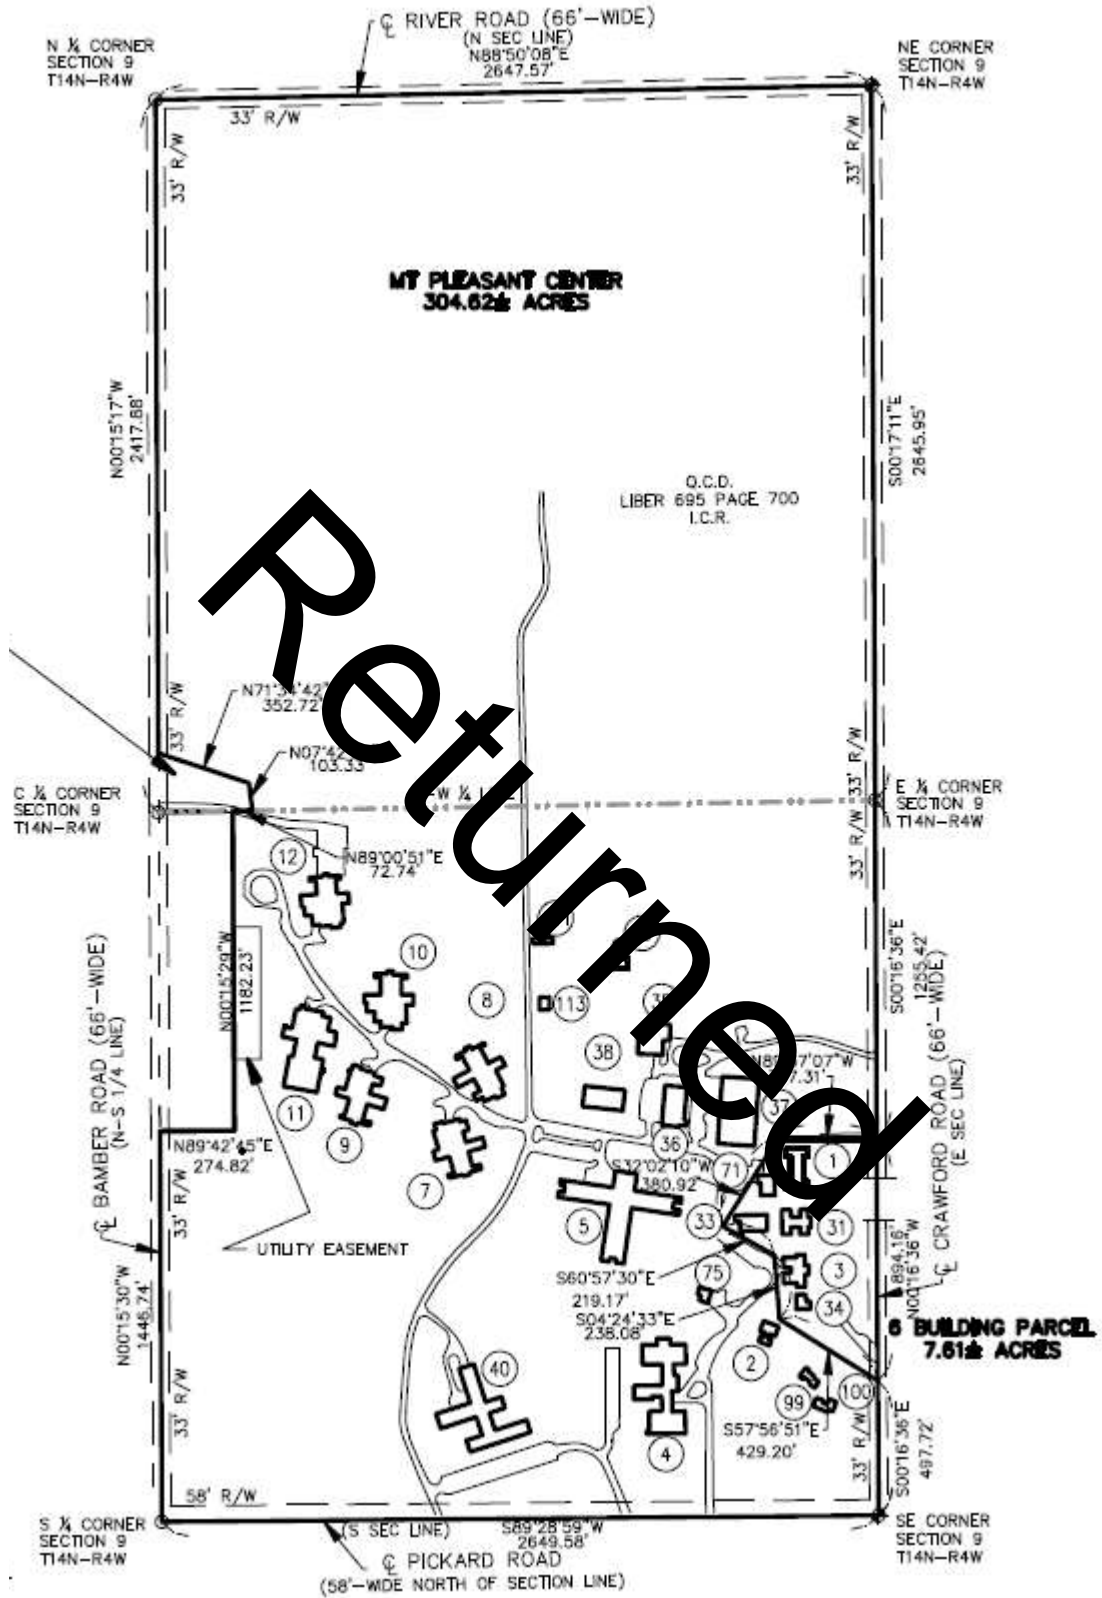 ℄ RIVER ROAD (66'-WIDE)
(N SEC LINE)
N88°50'08"E
2647.57'
N ¼ CORNER
SECTION 9
T14N-R4W
NE CORNER
SECTION 9
T14N-R4W
33' R/W
33' R/W
33' R/W
MT PLEASANT CENTER
304.62± ACRES
N00°15'17"W
2417.88'
S00°17'11"E
2645.95'
Q.C.D.
LIBER 695 PAGE 700
I.C.R.
Returned
33' R/W
N71°34'42"
352.72'
N07°42
103.33'
33' R/W
C ¼ CORNER
SECTION 9
T14N-R4W
E ¼ CORNER
SECTION 9
T14N-R4W
33' R/W
12
N89°00'51"E
72.74'
10
8
113
38
11
9
7
36
37
71
1
5
33
31
75
3
34
2
40
99
100
4
N00°15'29"W
1182.23'
S00°16'36"E
1255.42'
℄ BAMBER ROAD (66'-WIDE)
(N-S 1/4 LINE)
℄ CRAWFORD ROAD (66'-WIDE)
(E SEC LINE)
N89°42'45"E
274.82'
33' R/W
UTILITY EASEMENT
S32°02'10"W
380.92'
S60°57'30"E
219.17'
S04°24'33"E
238.08'
894.16'
N00°16'36"W
6 BUILDING PARCEL
7.61± ACRES
N00°15'30"W
1446.74'
33' R/W
S57°56'51"E
429.20'
33' R/W
S00°16'36"E
497.72'
58' R/W
S ¼ CORNER
SECTION 9
T14N-R4W
(S SEC LINE)
S89°28'59"W
2649.58'
℄ PICKARD ROAD
(58'-WIDE NORTH OF SECTION LINE)
SE CORNER
SECTION 9
T14N-R4W